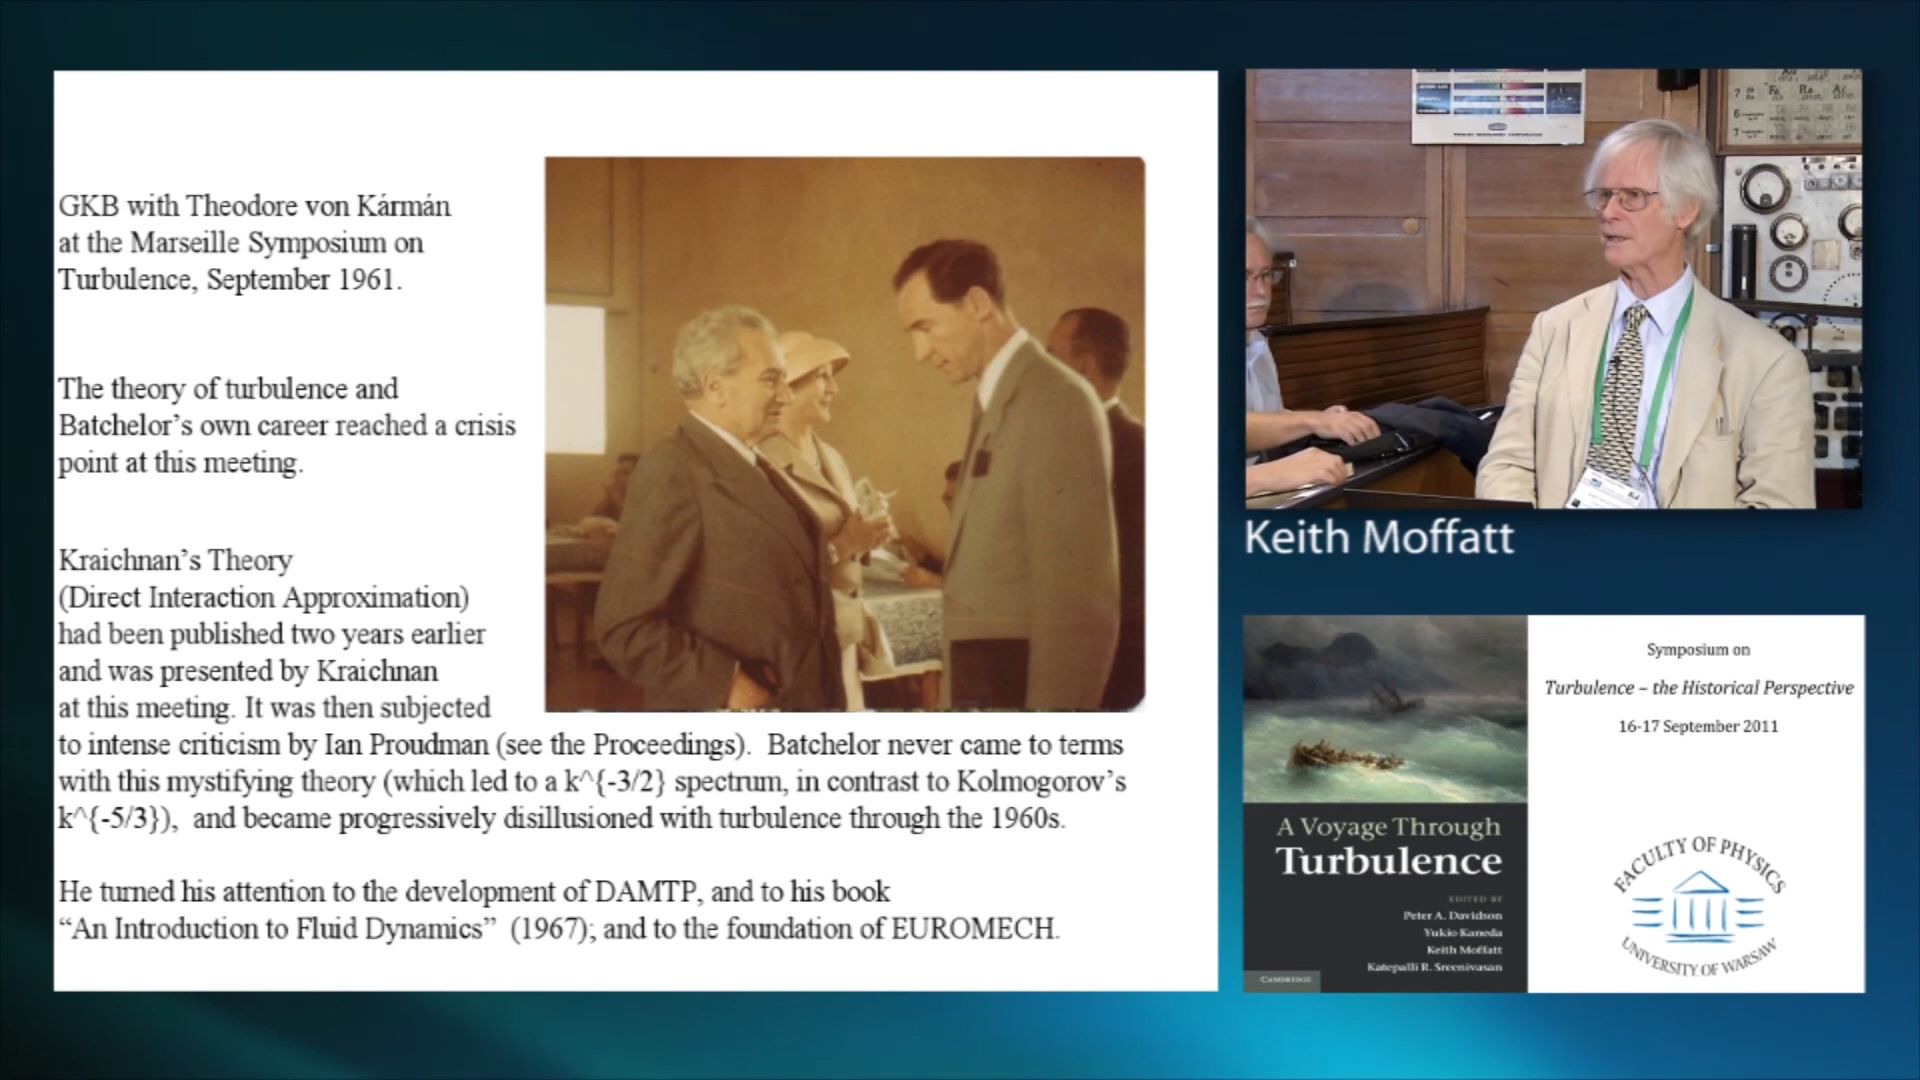 GKB with Theodore von Kármán
at the Marseille Symposium on
Turbulence, September 1961.
The theory of turbulence and
Batchelor’s own career reached a crisis
point at this meeting.
Kraichnan’s Theory
(Direct Interaction Approximation)
had been published two years earlier
and was presented by Kraichnan
at this meeting. It was then subjected
to intense criticism by Ian Proudman (see the Proceedings). Batchelor never came to terms
with this mystifying theory (which led to a k^{-3/2} spectrum, in contrast to Kolmogorov’s
k^{-5/3}), and became progressively disillusioned with turbulence through the 1960s.
He turned his attention to the development of DAMTP, and to his book
“An Introduction to Fluid Dynamics” (1967); and to the foundation of EUROMECH.
Fe Ra Ac
Keith Moffatt
A Voyage Through
Turbulence
EDITED BY
Peter A. Davidson
Yukio Kaneda
Keith Moffatt
Katepalli R. Sreenivasan
CAMBRIDGE
Symposium on
Turbulence – the Historical Perspective
16-17 September 2011
FACULTY OF PHYSICS
UNIVERSITY OF WARSAW